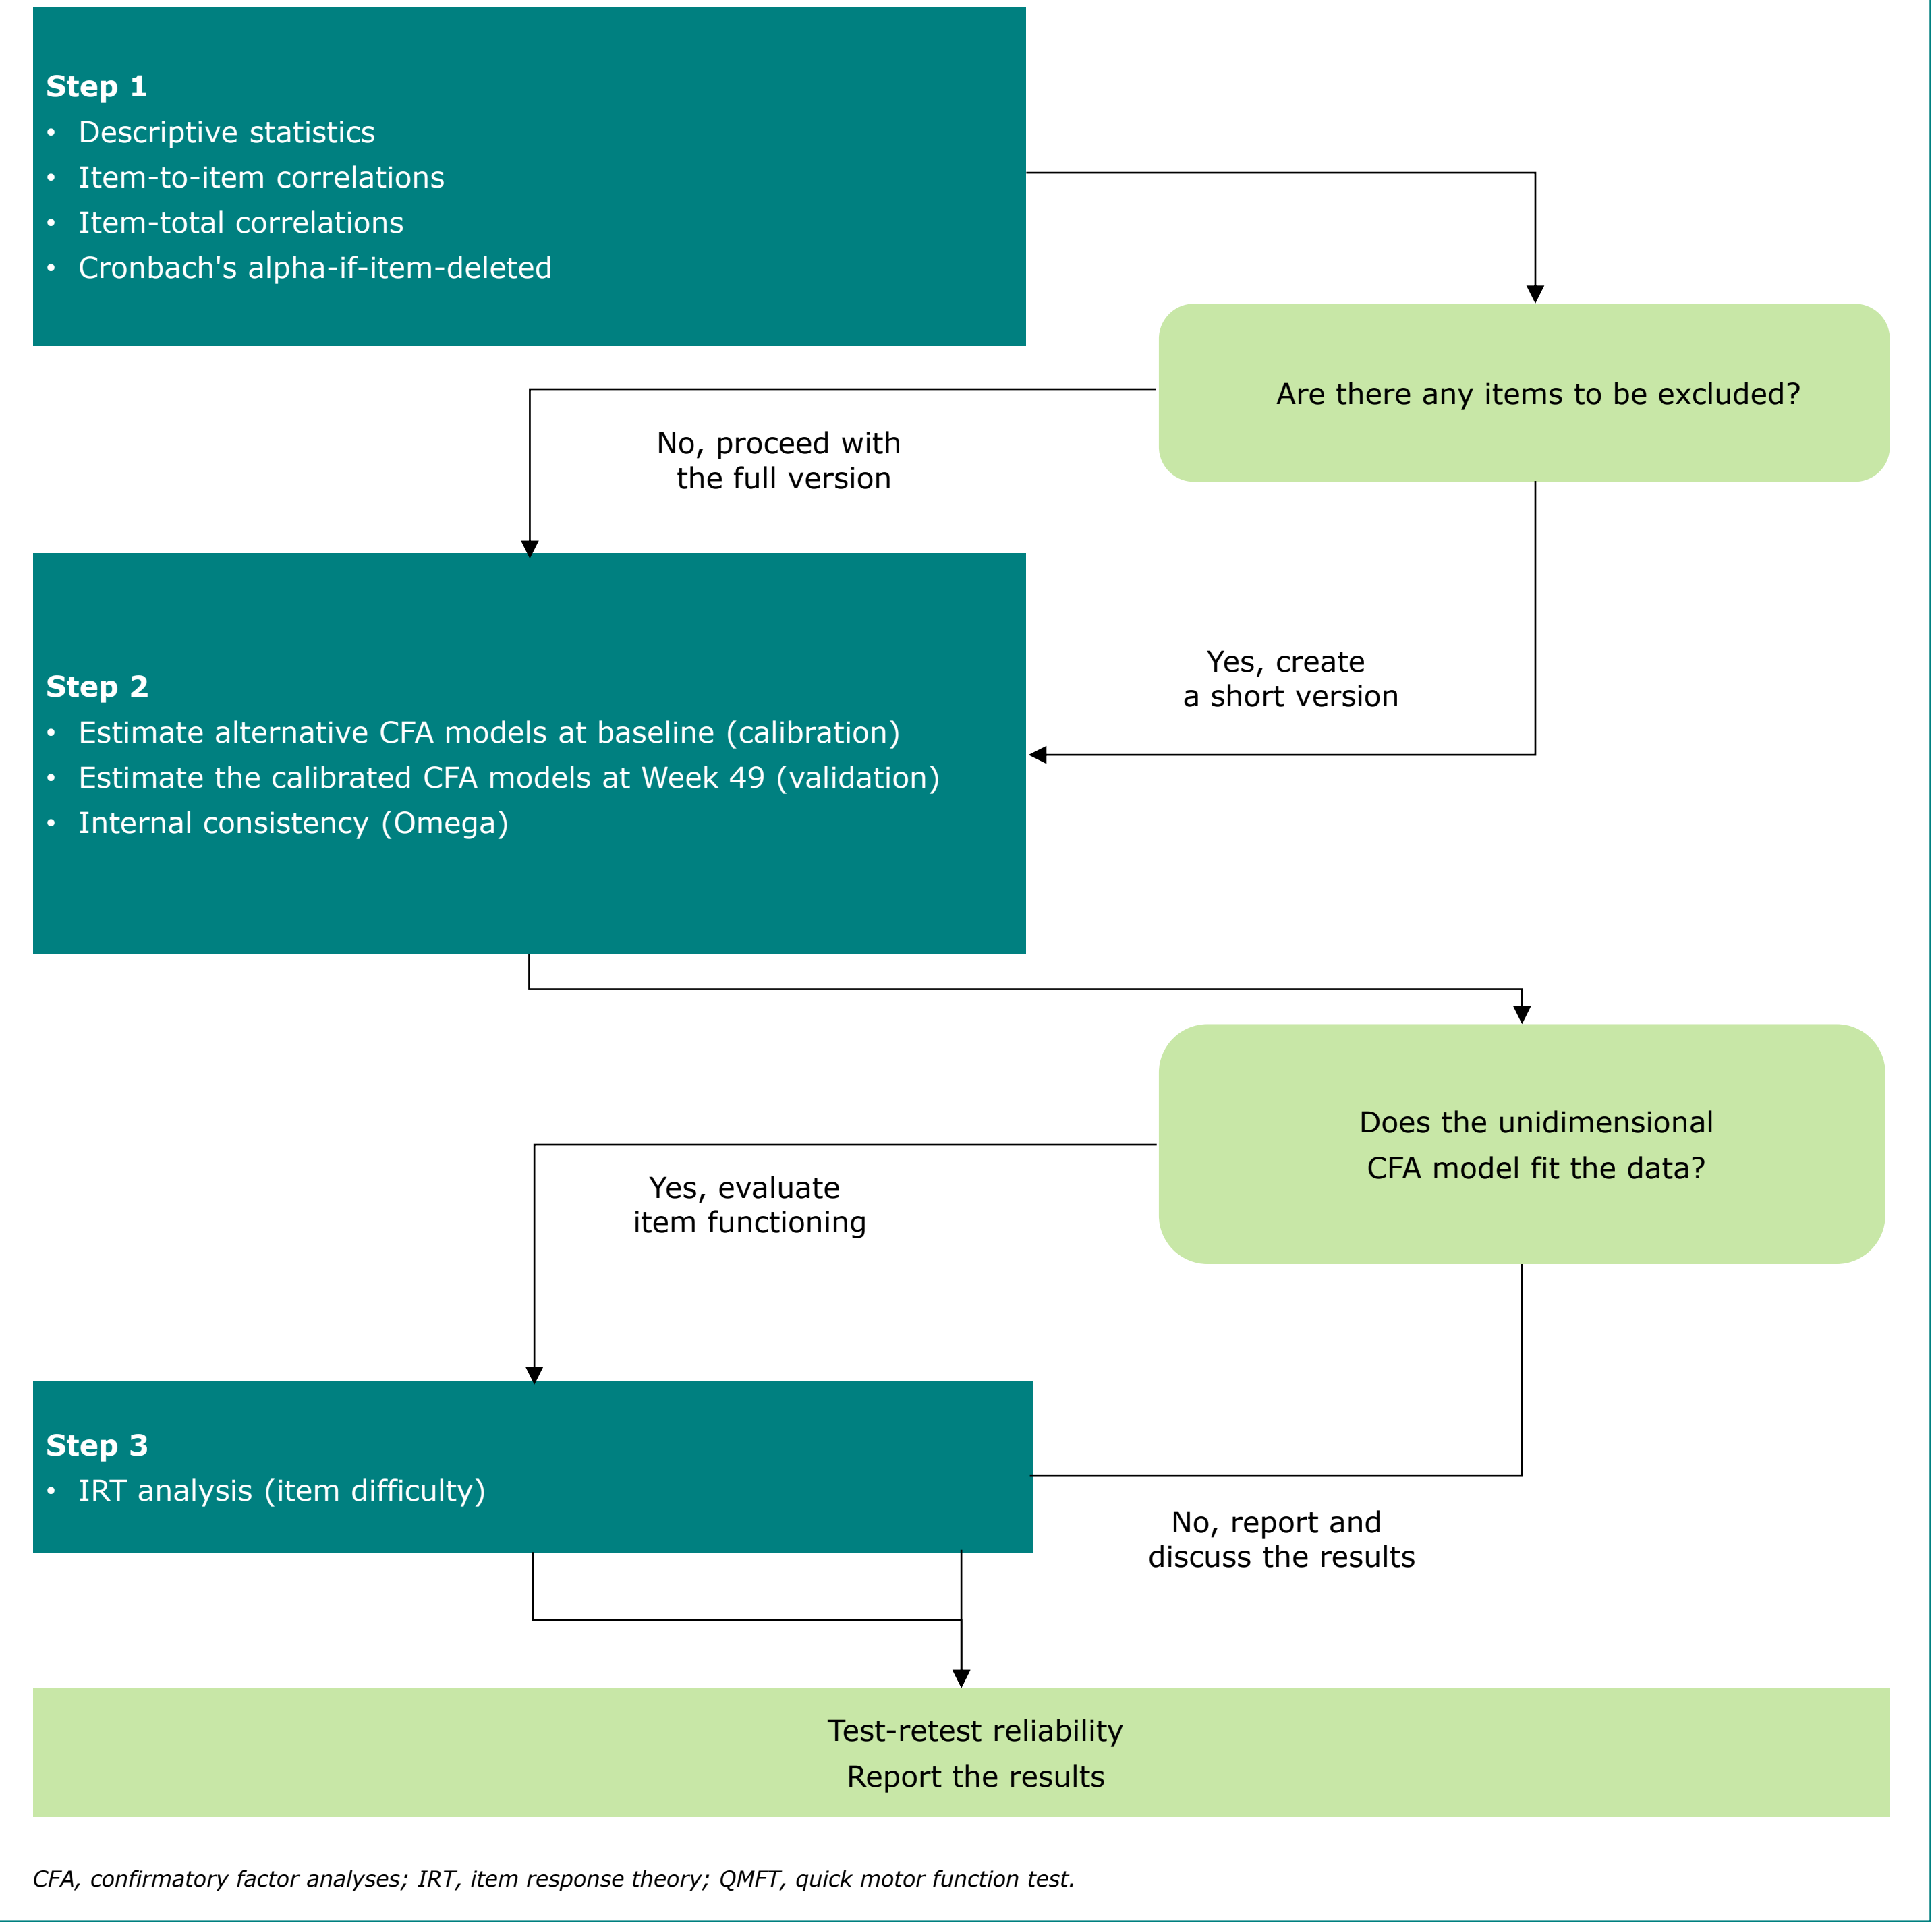 Step 1
• Descriptive statistics
• Item-to-item correlations
• Item-total correlations
• Cronbach's alpha-if-item-deleted
Are there any items to be excluded?
No, proceed with
the full version
Yes, create
a short version
Step 2
• Estimate alternative CFA models at baseline (calibration)
• Estimate the calibrated CFA models at Week 49 (validation)
• Internal consistency (Omega)
Does the unidimensional
CFA model fit the data?
Yes, evaluate
item functioning
Step 3
• IRT analysis (item difficulty)
No, report and
discuss the results
Test-retest reliability
Report the results
CFA, confirmatory factor analyses; IRT, item response theory; QMFT, quick motor function test.